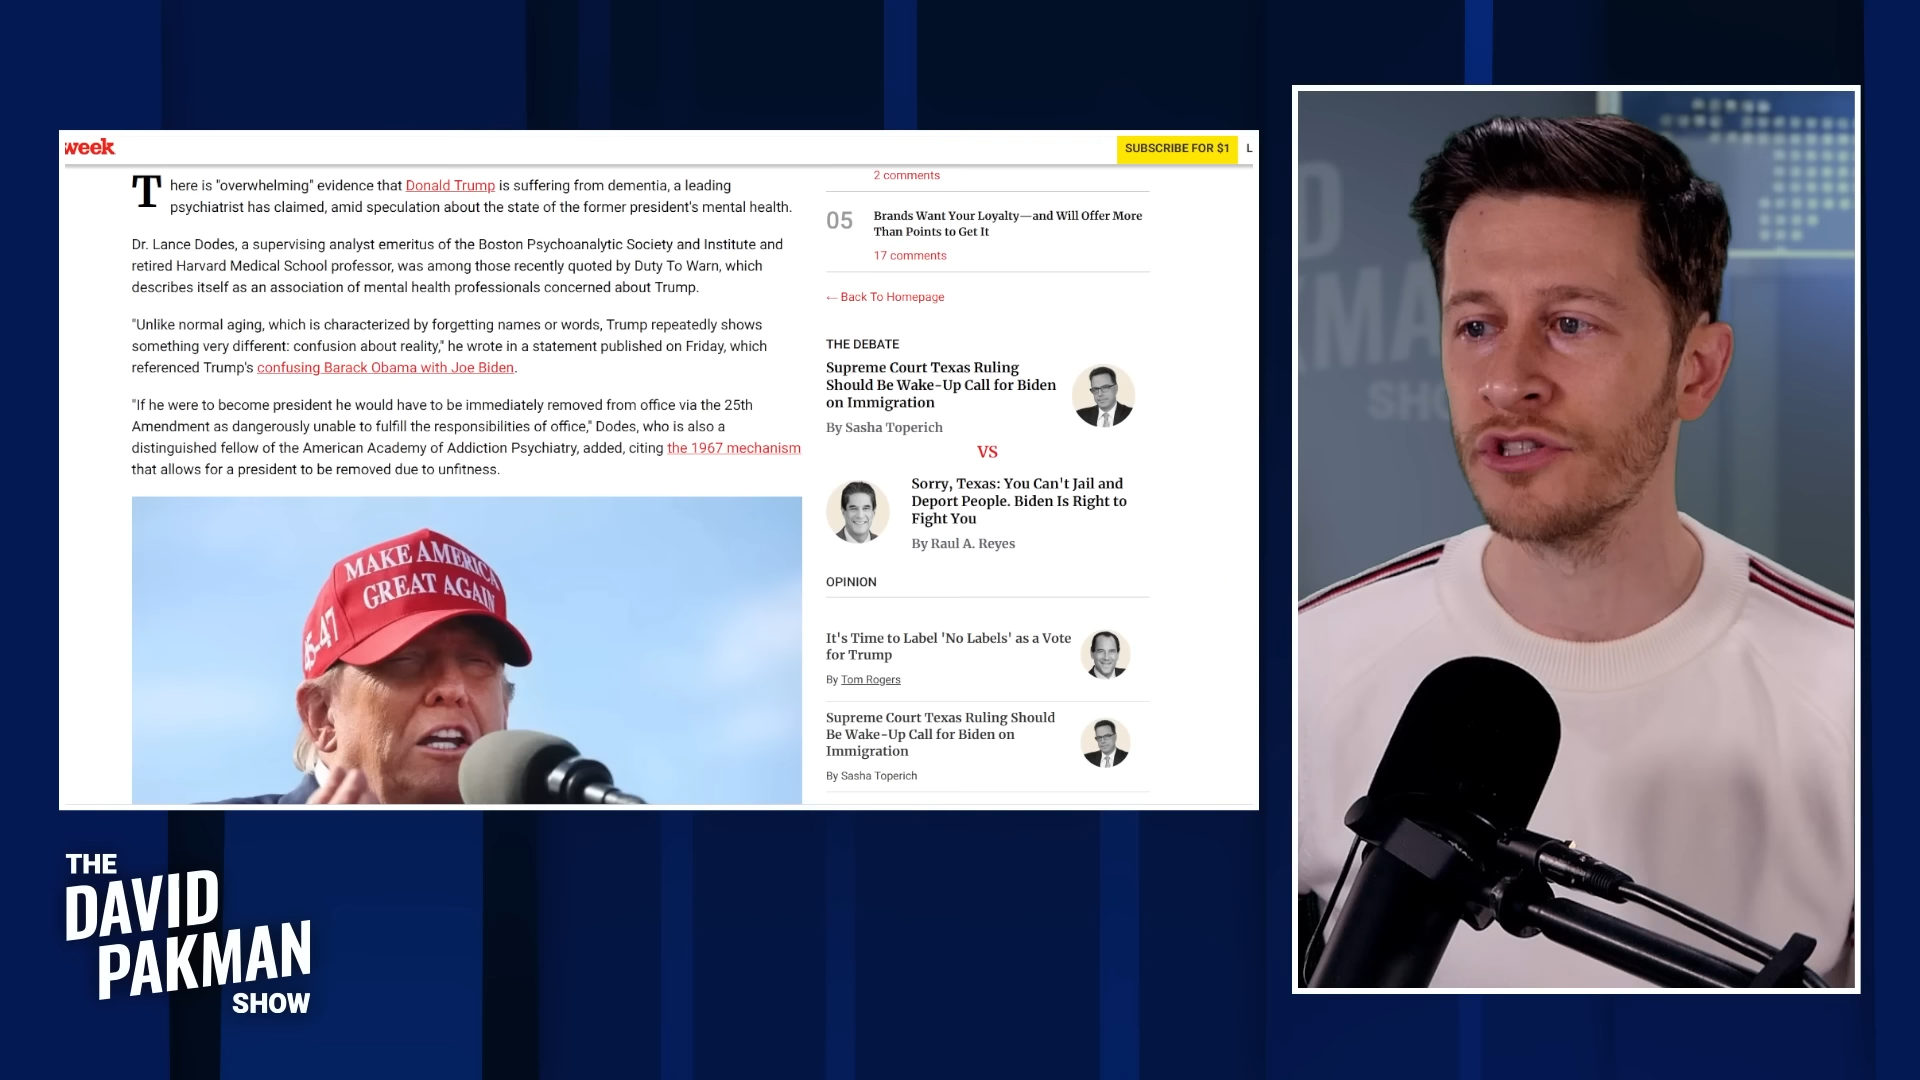 week
SUBSCRIBE FOR $1
L
There is "overwhelming" evidence that Donald Trump is suffering from dementia, a leading
psychiatrist has claimed, amid speculation about the state of the former president's mental health.
Dr. Lance Dodes, a supervising analyst emeritus of the Boston Psychoanalytic Society and Institute and
retired Harvard Medical School professor, was among those recently quoted by Duty To Warn, which
describes itself as an association of mental health professionals concerned about Trump.
"Unlike normal aging, which is characterized by forgetting names or words, Trump repeatedly shows
something very different: confusion about reality," he wrote in a statement published on Friday, which
referenced Trump's confusing Barack Obama with Joe Biden.
"If he were to become president he would have to be immediately removed from office via the 25th
Amendment as dangerously unable to fulfill the responsibilities of office," Dodes, who is also a
distinguished fellow of the American Academy of Addiction Psychiatry, added, citing the 1967 mechanism
that allows for a president to be removed due to unfitness.
MAKE AMERICA
GREAT AGAIN
45-47
2 comments
05
Brands Want Your Loyalty—and Will Offer More
Than Points to Get It
17 comments
← Back To Homepage
THE DEBATE
Supreme Court Texas Ruling
Should Be Wake-Up Call for Biden
on Immigration
By Sasha Toperich
VS
Sorry, Texas: You Can't Jail and
Deport People. Biden Is Right to
Fight You
By Raul A. Reyes
OPINION
It's Time to Label 'No Labels' as a Vote
for Trump
By Tom Rogers
Supreme Court Texas Ruling Should
Be Wake-Up Call for Biden on
Immigration
By Sasha Toperich
THE
DAVID
PAKMAN
SHOW